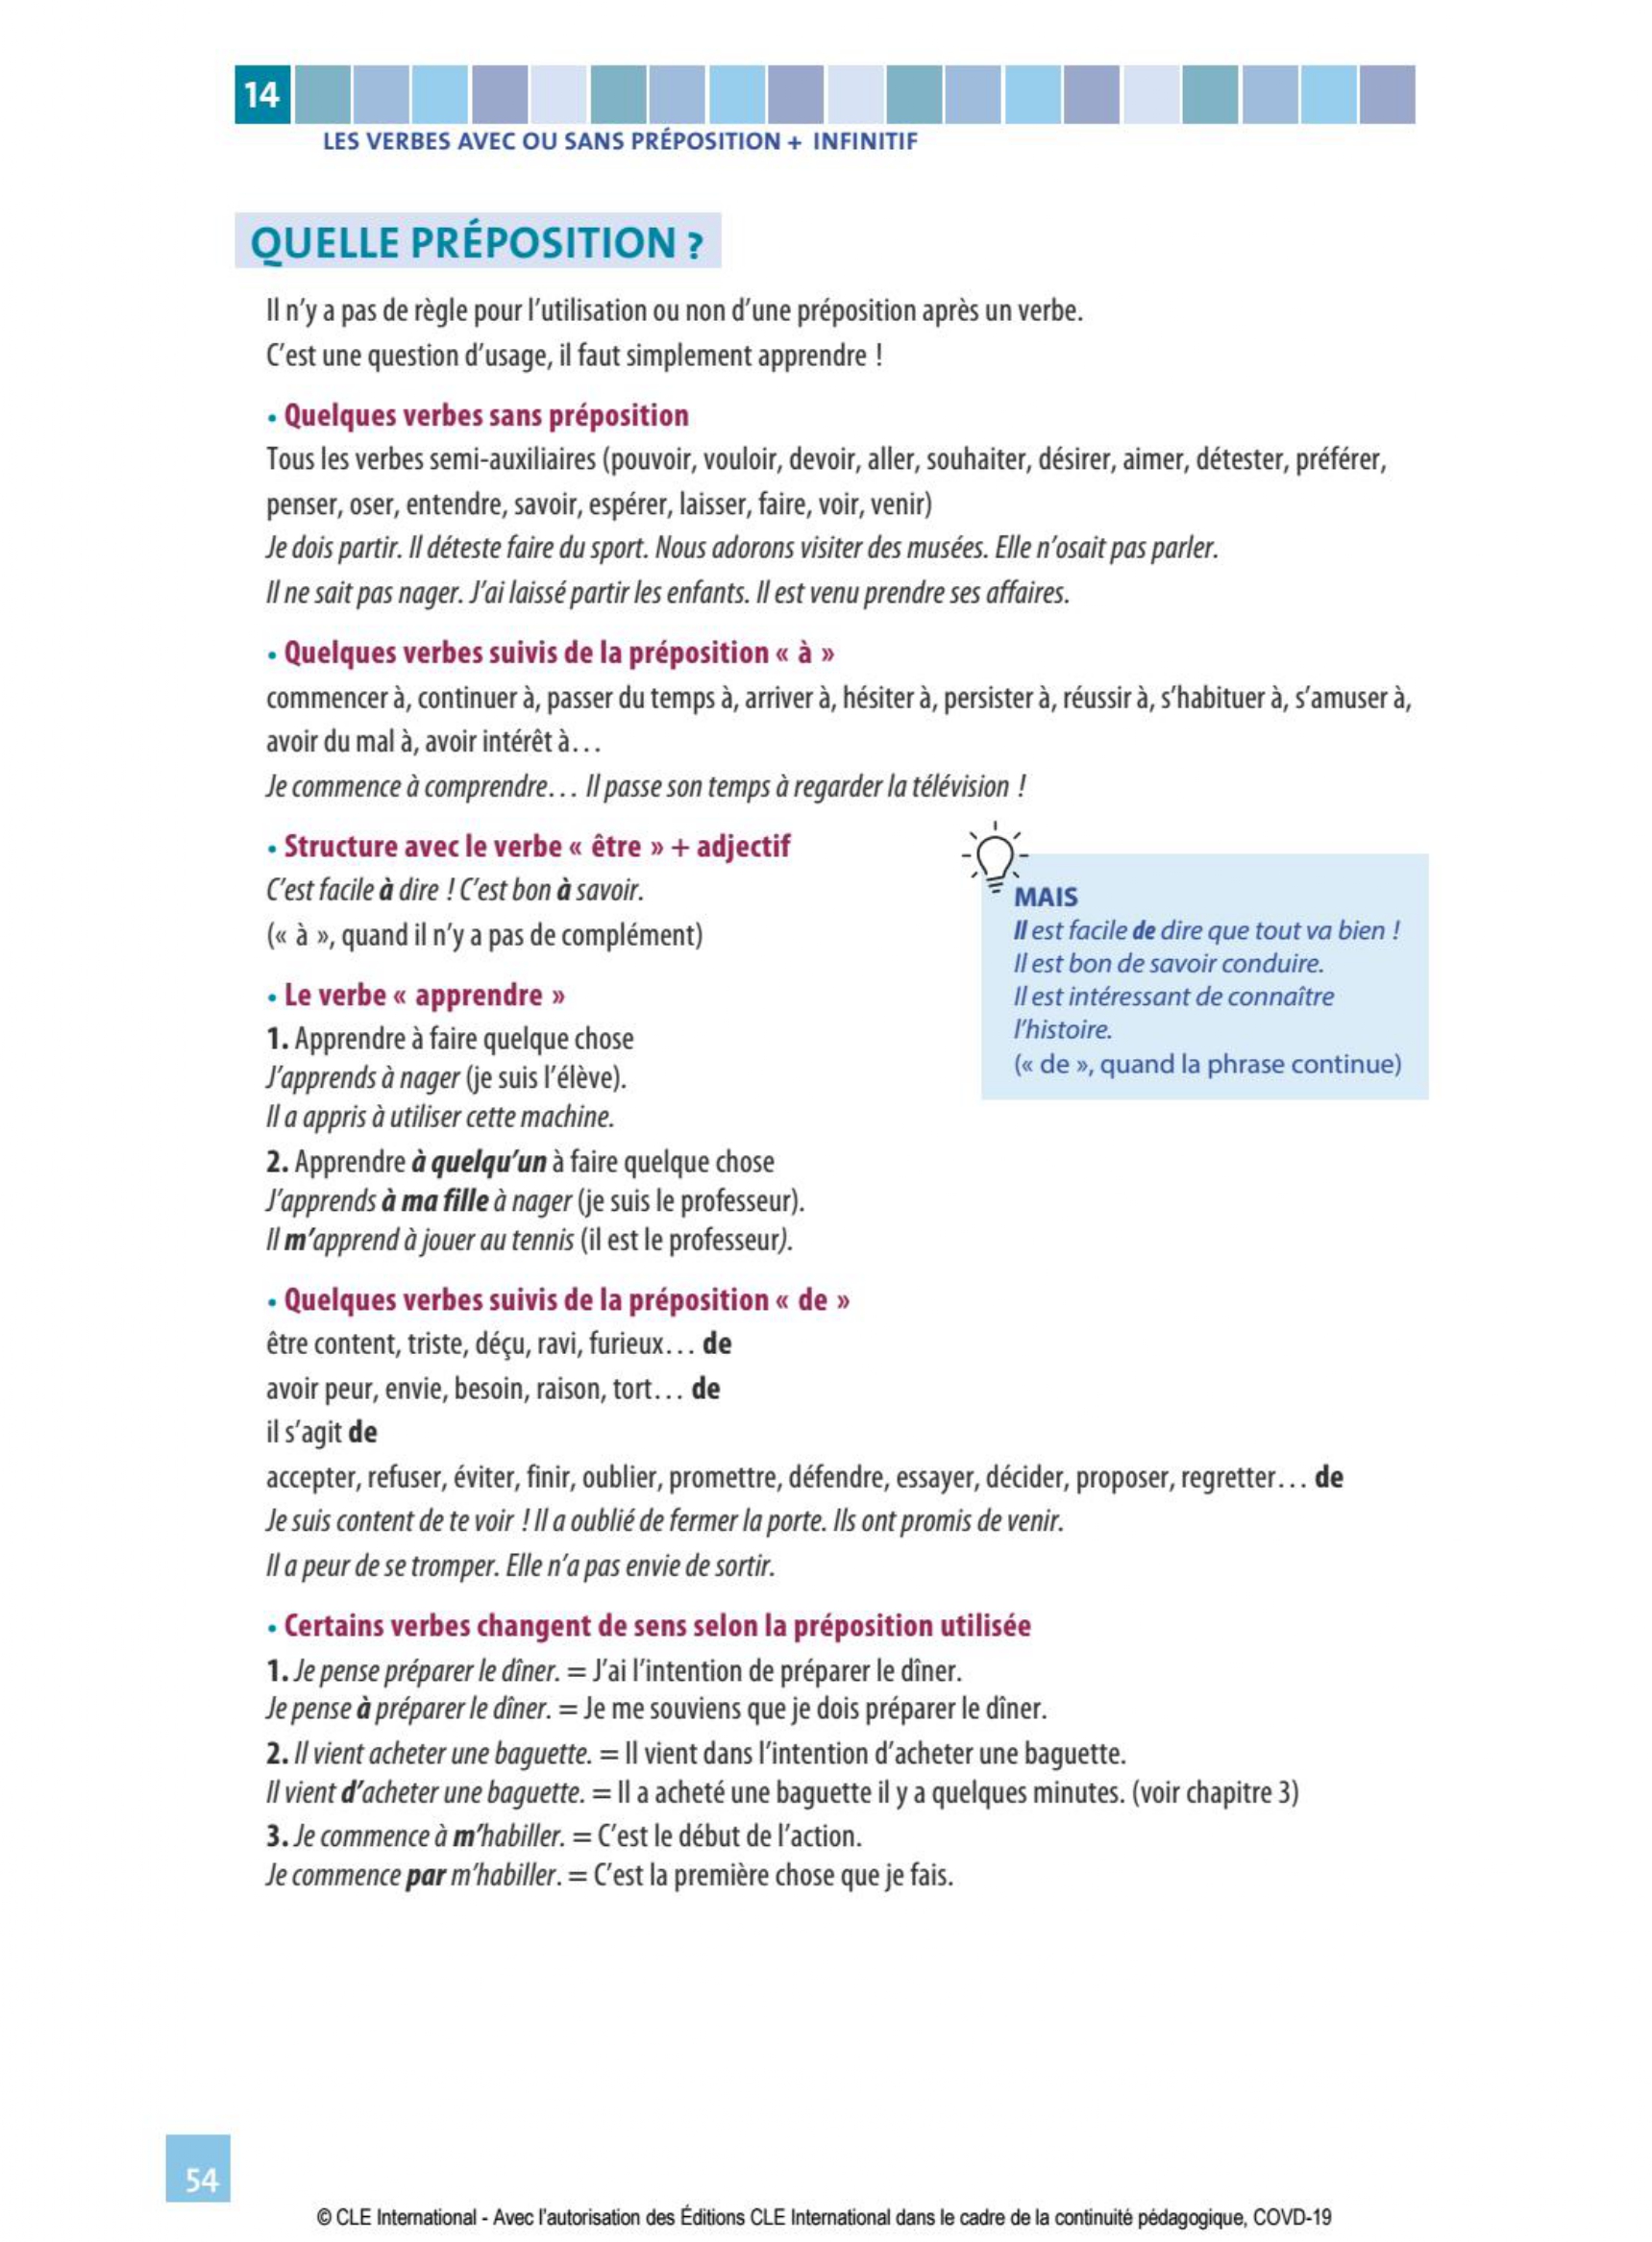 14
LES VERBES AVEC OU SANS PRÉPOSITION + INFINITIF
QUELLE PRÉPOSITION ?
Il n’y a pas de règle pour l’utilisation ou non d’une préposition après un verbe.
C’est une question d’usage, il faut simplement apprendre !
• Quelques verbes sans préposition
Tous les verbes semi-auxiliaires (pouvoir, vouloir, devoir, aller, souhaiter, désirer, aimer, détester, préférer,
penser, oser, entendre, savoir, espérer, laisser, faire, voir, venir)
Je dois partir. Il déteste faire du sport. Nous adorons visiter des musées. Elle n’osait pas parler.
Il ne sait pas nager. J’ai laissé partir les enfants. Il est venu prendre ses affaires.
• Quelques verbes suivis de la préposition « à »
commencer à, continuer à, passer du temps à, arriver à, hésiter à, persister à, réussir à, s’habituer à, s’amuser à,
avoir du mal à, avoir intérêt à…
Je commence à comprendre… Il passe son temps à regarder la télévision !
• Structure avec le verbe « être » + adjectif
C’est facile à dire ! C’est bon à savoir.
(« à », quand il n’y a pas de complément)
MAIS
Il est facile de dire que tout va bien !
Il est bon de savoir conduire.
Il est intéressant de connaître
l’histoire.
(« de », quand la phrase continue)
• Le verbe « apprendre »
1. Apprendre à faire quelque chose
J’apprends à nager (je suis l’élève).
Il a appris à utiliser cette machine.
2. Apprendre à quelqu’un à faire quelque chose
J’apprends à ma fille à nager (je suis le professeur).
Il m’apprend à jouer au tennis (il est le professeur).
• Quelques verbes suivis de la préposition « de »
être content, triste, déçu, ravi, furieux… de
avoir peur, envie, besoin, raison, tort… de
il s’agit de
accepter, refuser, éviter, finir, oublier, promettre, défendre, essayer, décider, proposer, regretter… de
Je suis content de te voir ! Il a oublié de fermer la porte. Ils ont promis de venir.
Il a peur de se tromper. Elle n’a pas envie de sortir.
• Certains verbes changent de sens selon la préposition utilisée
1. Je pense préparer le dîner. = J’ai l’intention de préparer le dîner.
Je pense à préparer le dîner. = Je me souviens que je dois préparer le dîner.
2. Il vient acheter une baguette. = Il vient dans l’intention d’acheter une baguette.
Il vient d’acheter une baguette. = Il a acheté une baguette il y a quelques minutes. (voir chapitre 3)
3. Je commence à m’habiller. = C’est le début de l’action.
Je commence par m’habiller. = C’est la première chose que je fais.
54
© CLE International - Avec l’autorisation des Éditions CLE International dans le cadre de la continuité pédagogique, COVD-19